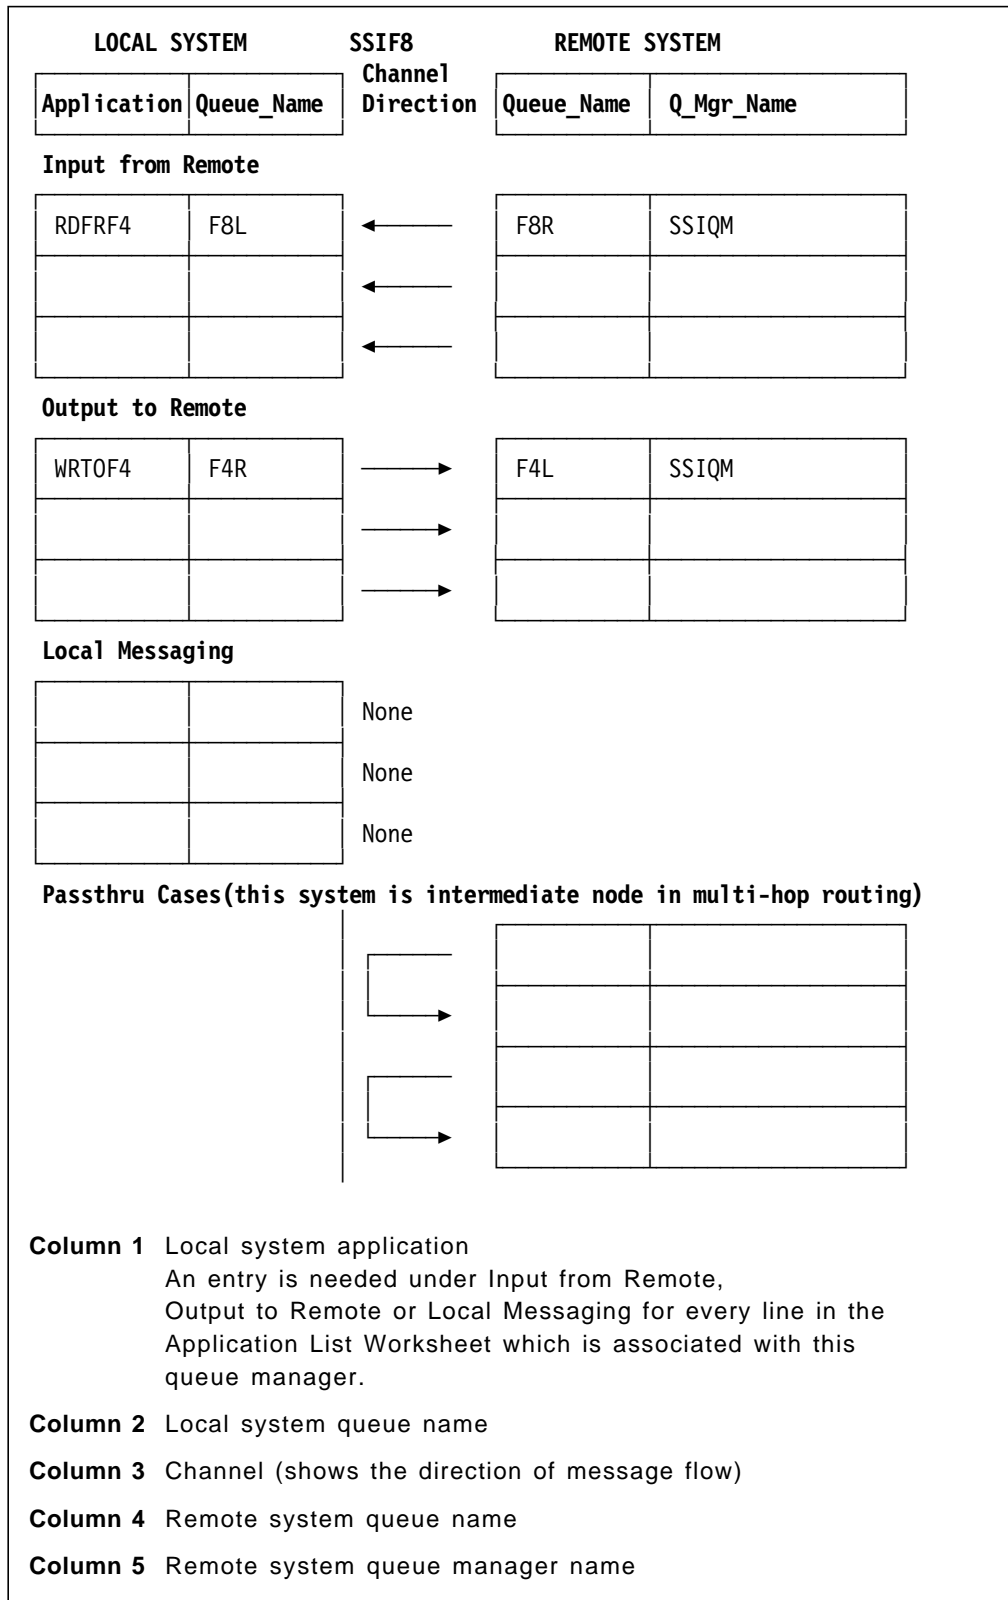 LOCAL SYSTEM SSIF8 REMOTE SYSTEM
Channel
Application Queue_Name Direction Queue_Name Q_Mgr_Name
Input from Remote
RDFRF4 F8L F8R SSIQM
Output to Remote
WRTOF4 F4R F4L SSIQM
Local Messaging
None
None
None
Passthru Cases(this system is intermediate node in multi-hop routing)
Column 1 Local system application
An entry is needed under Input from Remote,
Output to Remote or Local Messaging for every line in the
Application List Worksheet which is associated with this
queue manager.
Column 2 Local system queue name
Column 3 Channel (shows the direction of message flow)
Column 4 Remote system queue name
Column 5 Remote system queue manager name